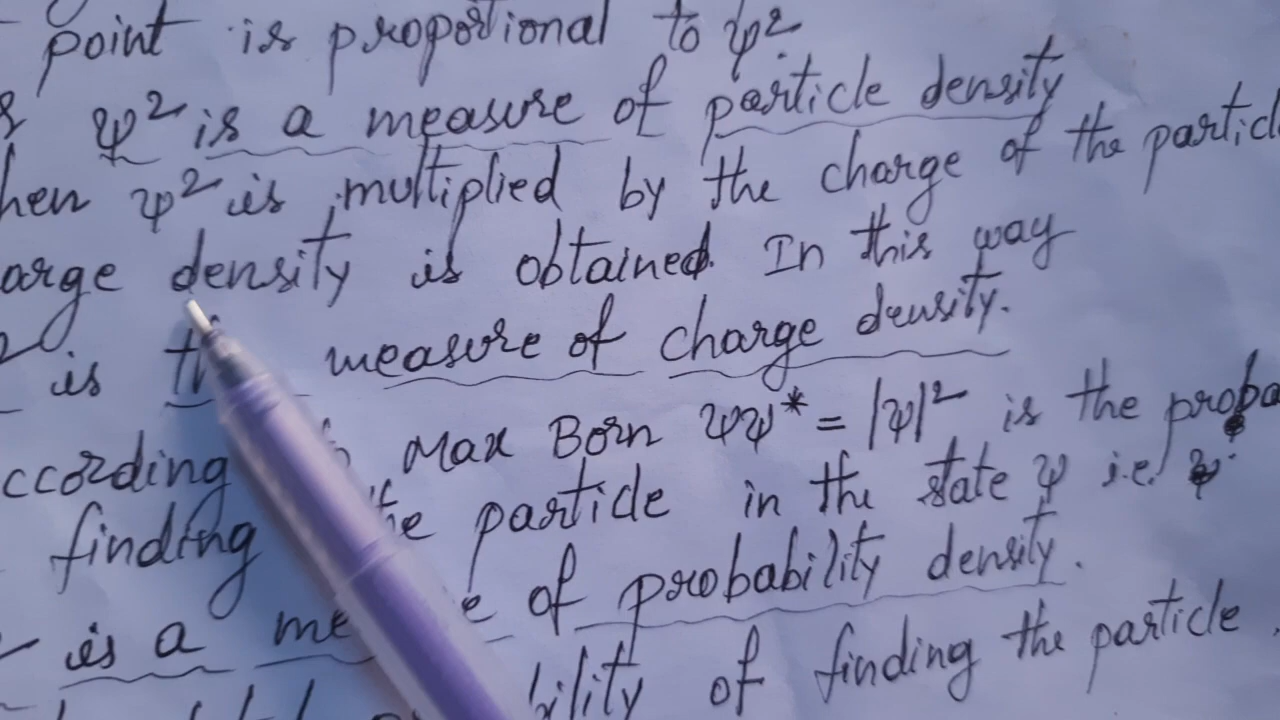 point is proportional to ψ²
ψ² is a measure of particle density
hen ψ² is multiplied by the charge of the particl
arge density is obtained. In this way
2 is measure of charge density.
ccording Max Born ψψ* = |ψ|² is the proba
finding particle in the state ψ i.e.
is a of probability density.
bility of finding the particle